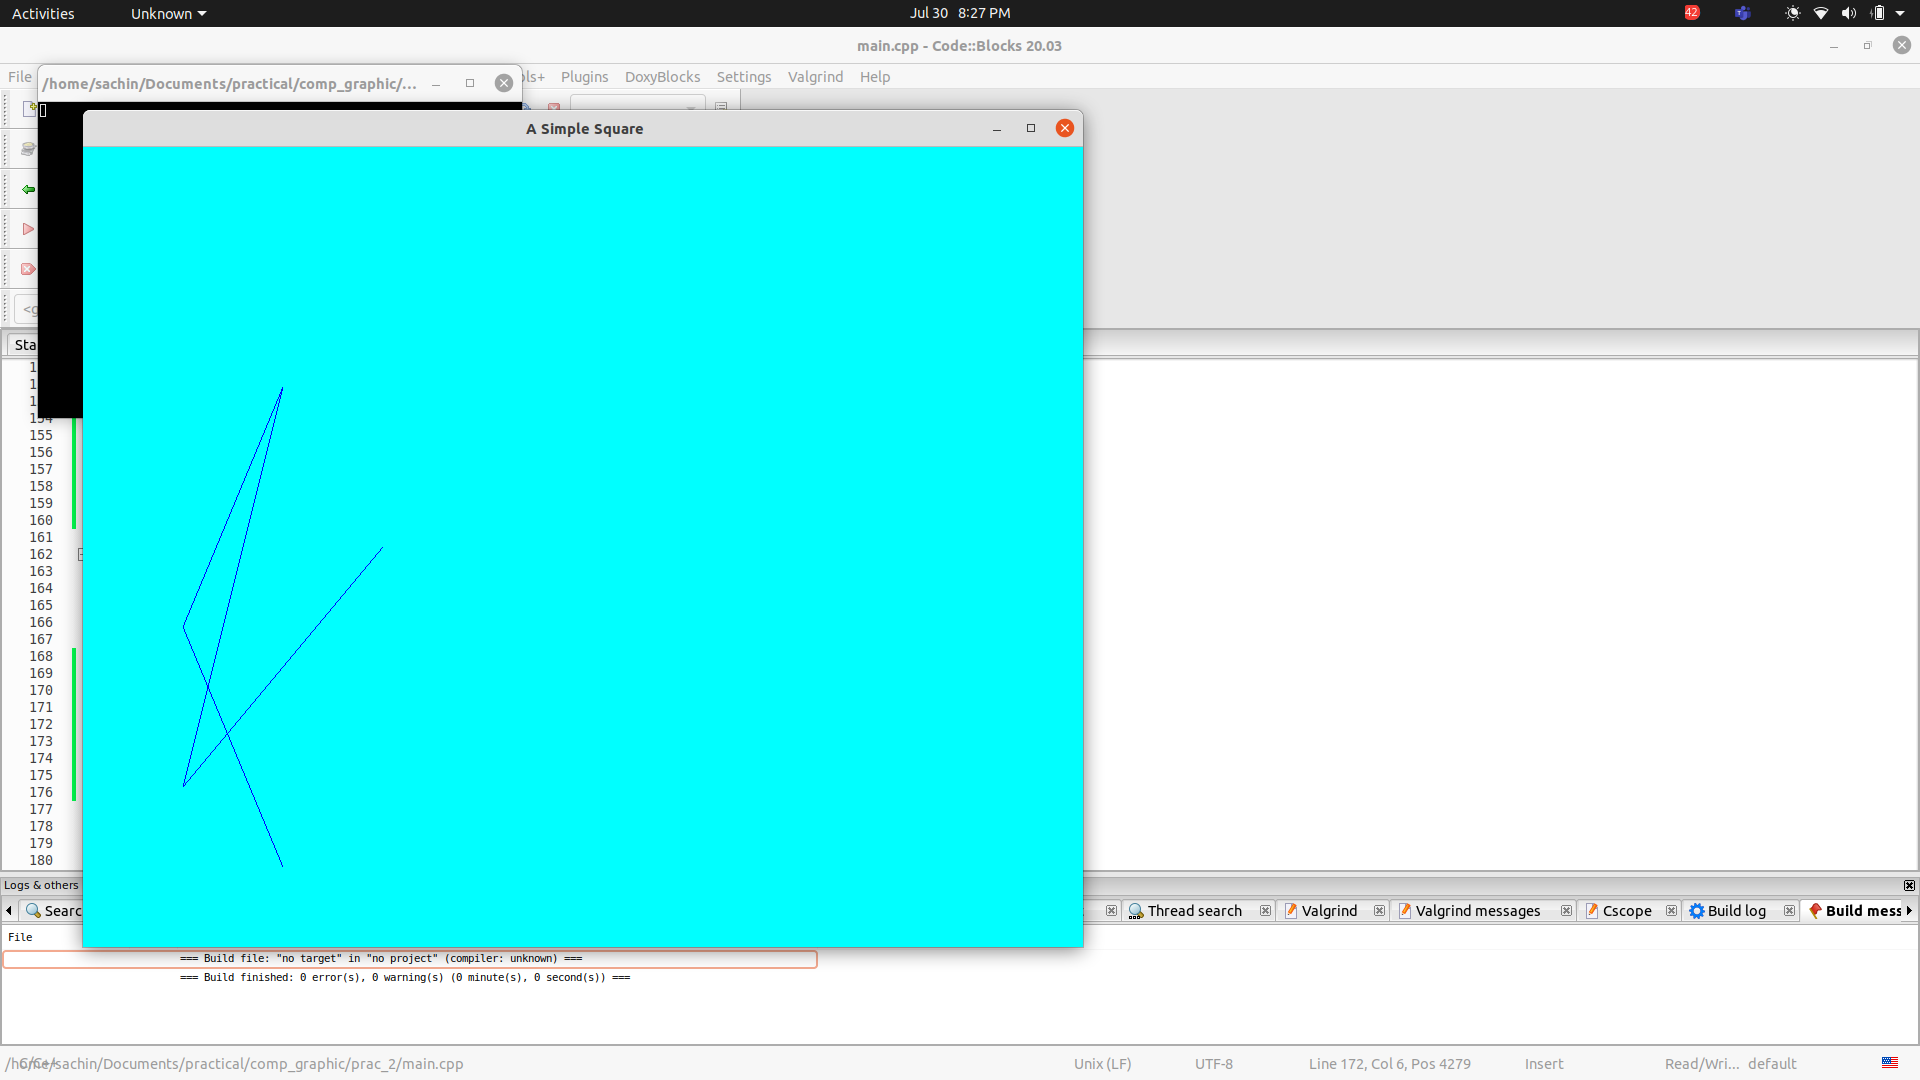 Activities Unknown Jul 30 8:27 PM 42
main.cpp - Code::Blocks 20.03
File ls+ Plugins DoxyBlocks Settings Valgrind Help
/home/sachin/Documents/practical/comp_graphic/...
A Simple Square
<g
Sta
154
155
156
157
158
159
160
161
162
163
164
165
166
167
168
169
170
171
172
173
174
175
176
177
178
179
180
Logs & others
Searc Thread search Valgrind Valgrind messages Cscope Build log Build mess
File
=== Build file: "no target" in "no project" (compiler: unknown) ===
=== Build finished: 0 error(s), 0 warning(s) (0 minute(s), 0 second(s)) ===
/home/sachin/Documents/practical/comp_graphic/prac_2/main.cpp C/C++ Unix (LF) UTF-8 Line 172, Col 6, Pos 4279 Insert Read/Wri... default